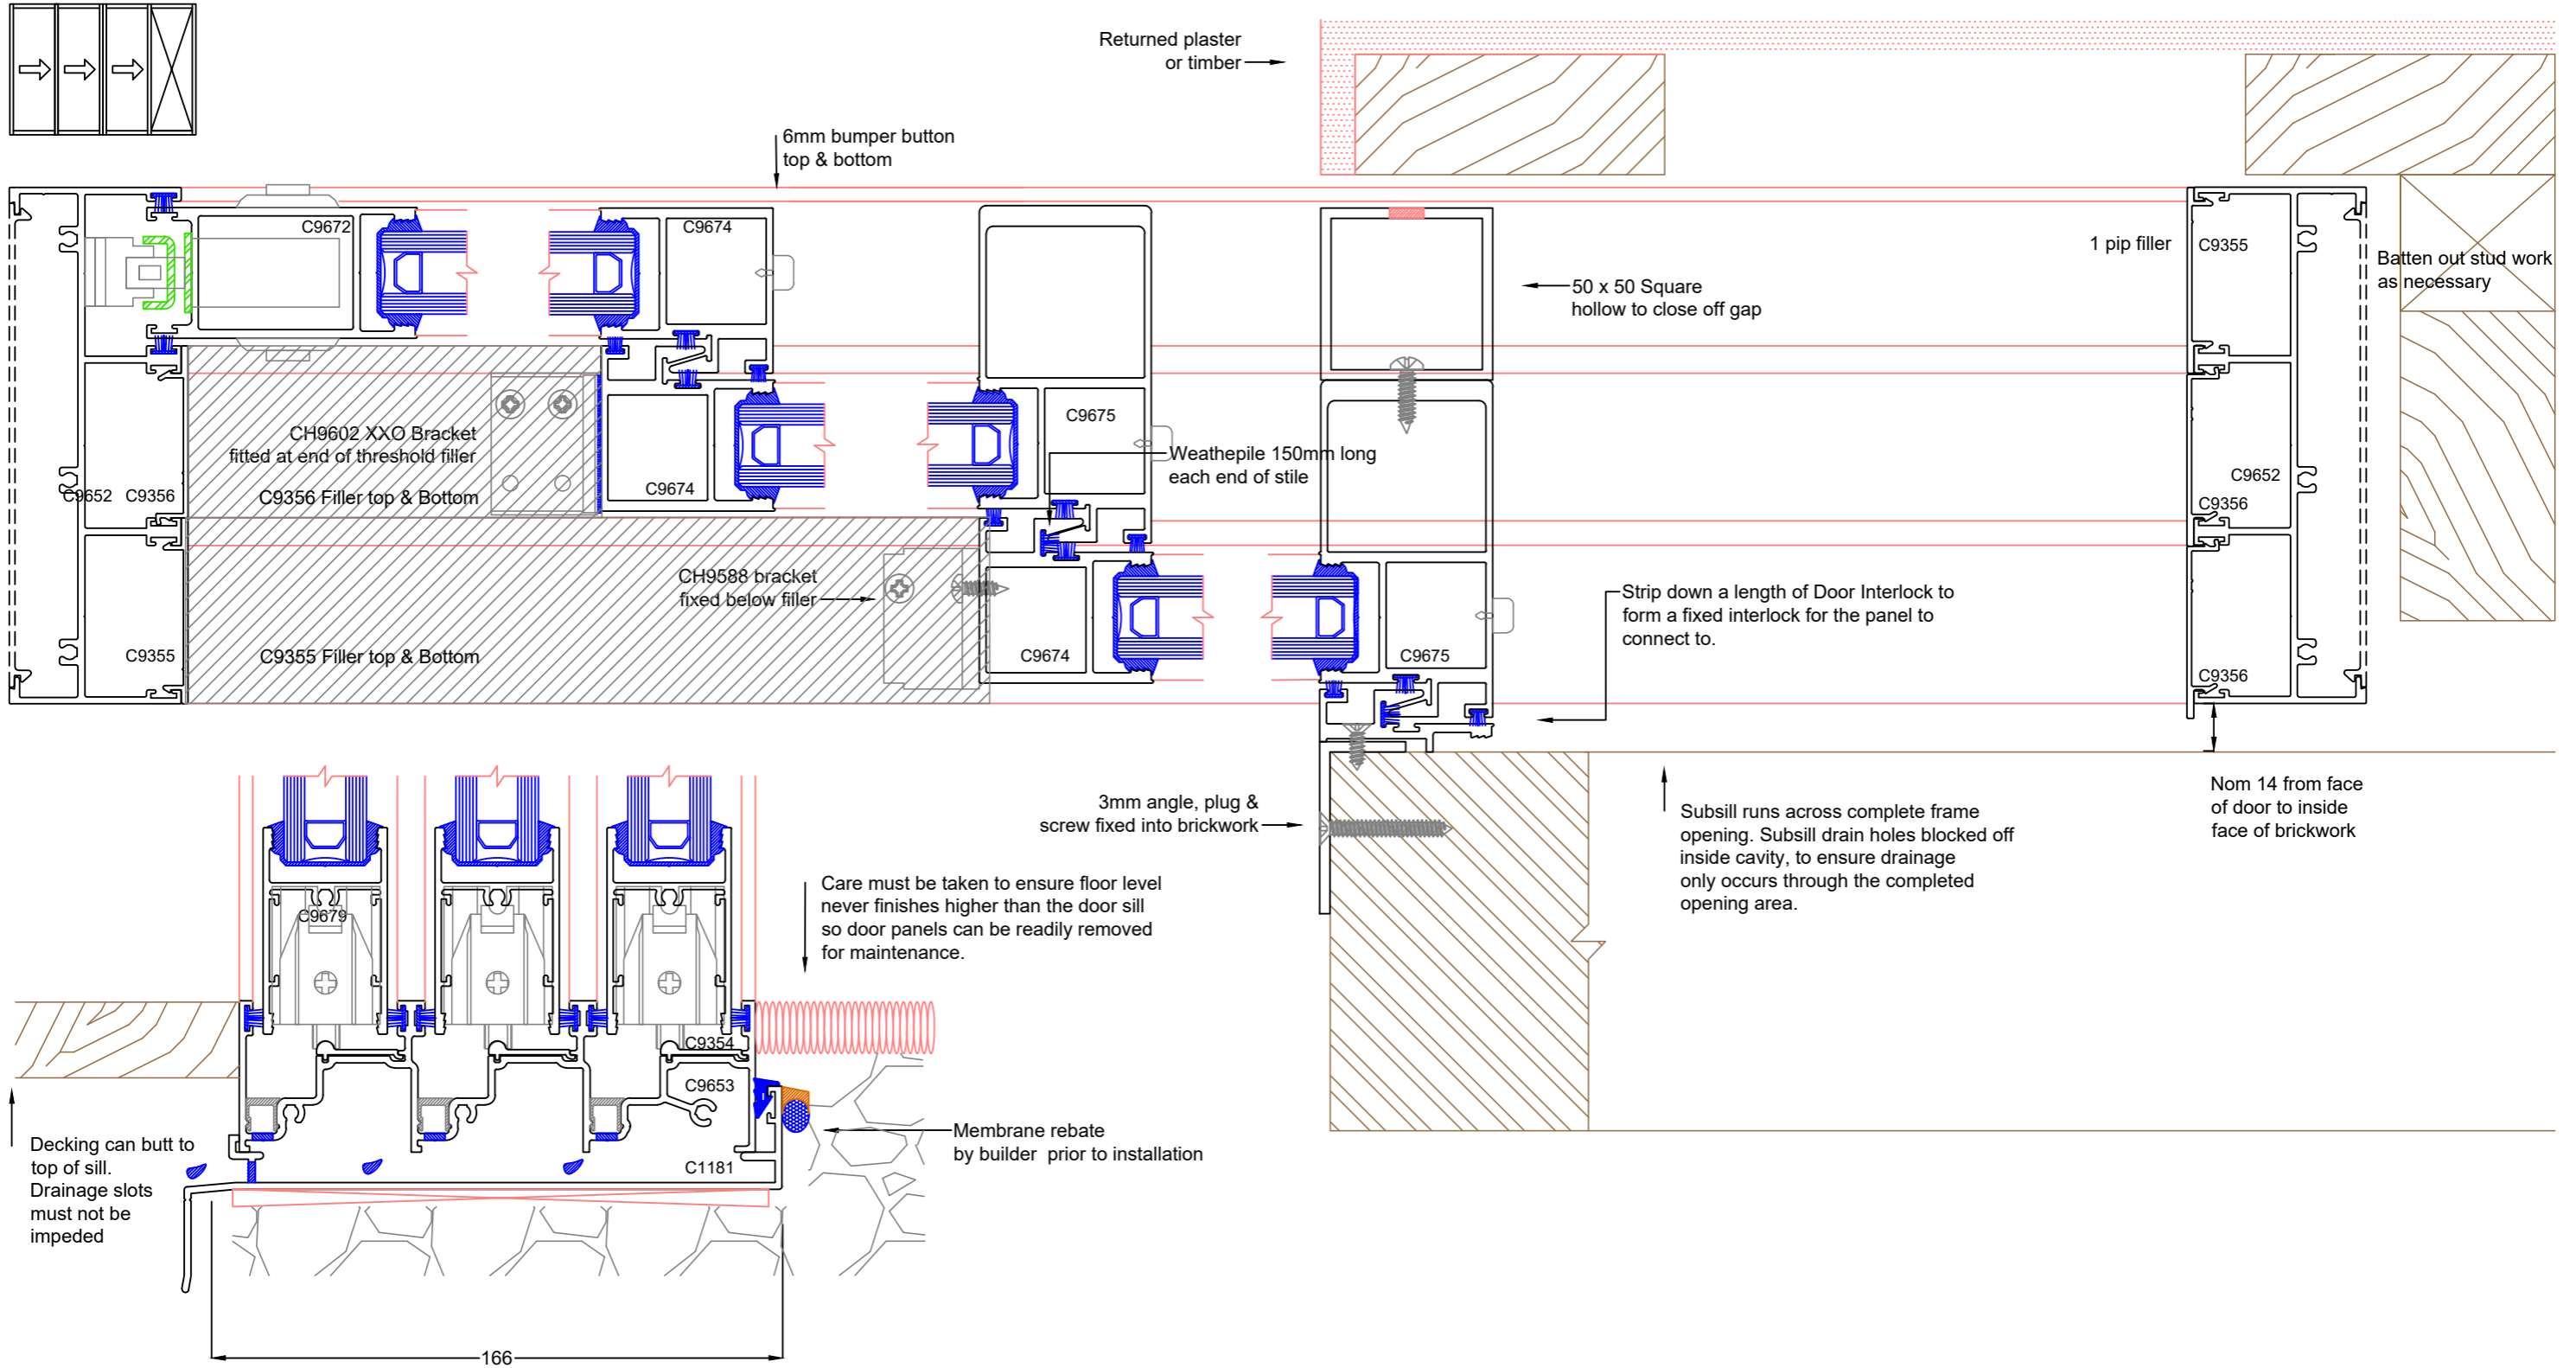 Returned plaster
or timber
6mm bumper button
top & bottom
C9672
C9674
1 pip filler
C9355
Batten out stud work
as necessary
50 x 50 Square
hollow to close off gap
CH9602 XXO Bracket
fitted at end of threshold filler
C9675
Weathepile 150mm long
each end of stile
C9652
C9356
C9356 Filler top & Bottom
C9674
C9652
C9356
CH9588 bracket
fixed below filler
Strip down a length of Door Interlock to
form a fixed interlock for the panel to
connect to.
C9355
C9355 Filler top & Bottom
C9674
C9675
C9356
3mm angle, plug &
screw fixed into brickwork
Subsill runs across complete frame
opening. Subsill drain holes blocked off
inside cavity, to ensure drainage
only occurs through the completed
opening area.
Nom 14 from face
of door to inside
face of brickwork
Care must be taken to ensure floor level
never finishes higher than the door sill
so door panels can be readily removed
for maintenance.
C9679
C9354
C9653
Membrane rebate
by builder prior to installation
C1181
Decking can butt to
top of sill.
Drainage slots
must not be
impeded
166